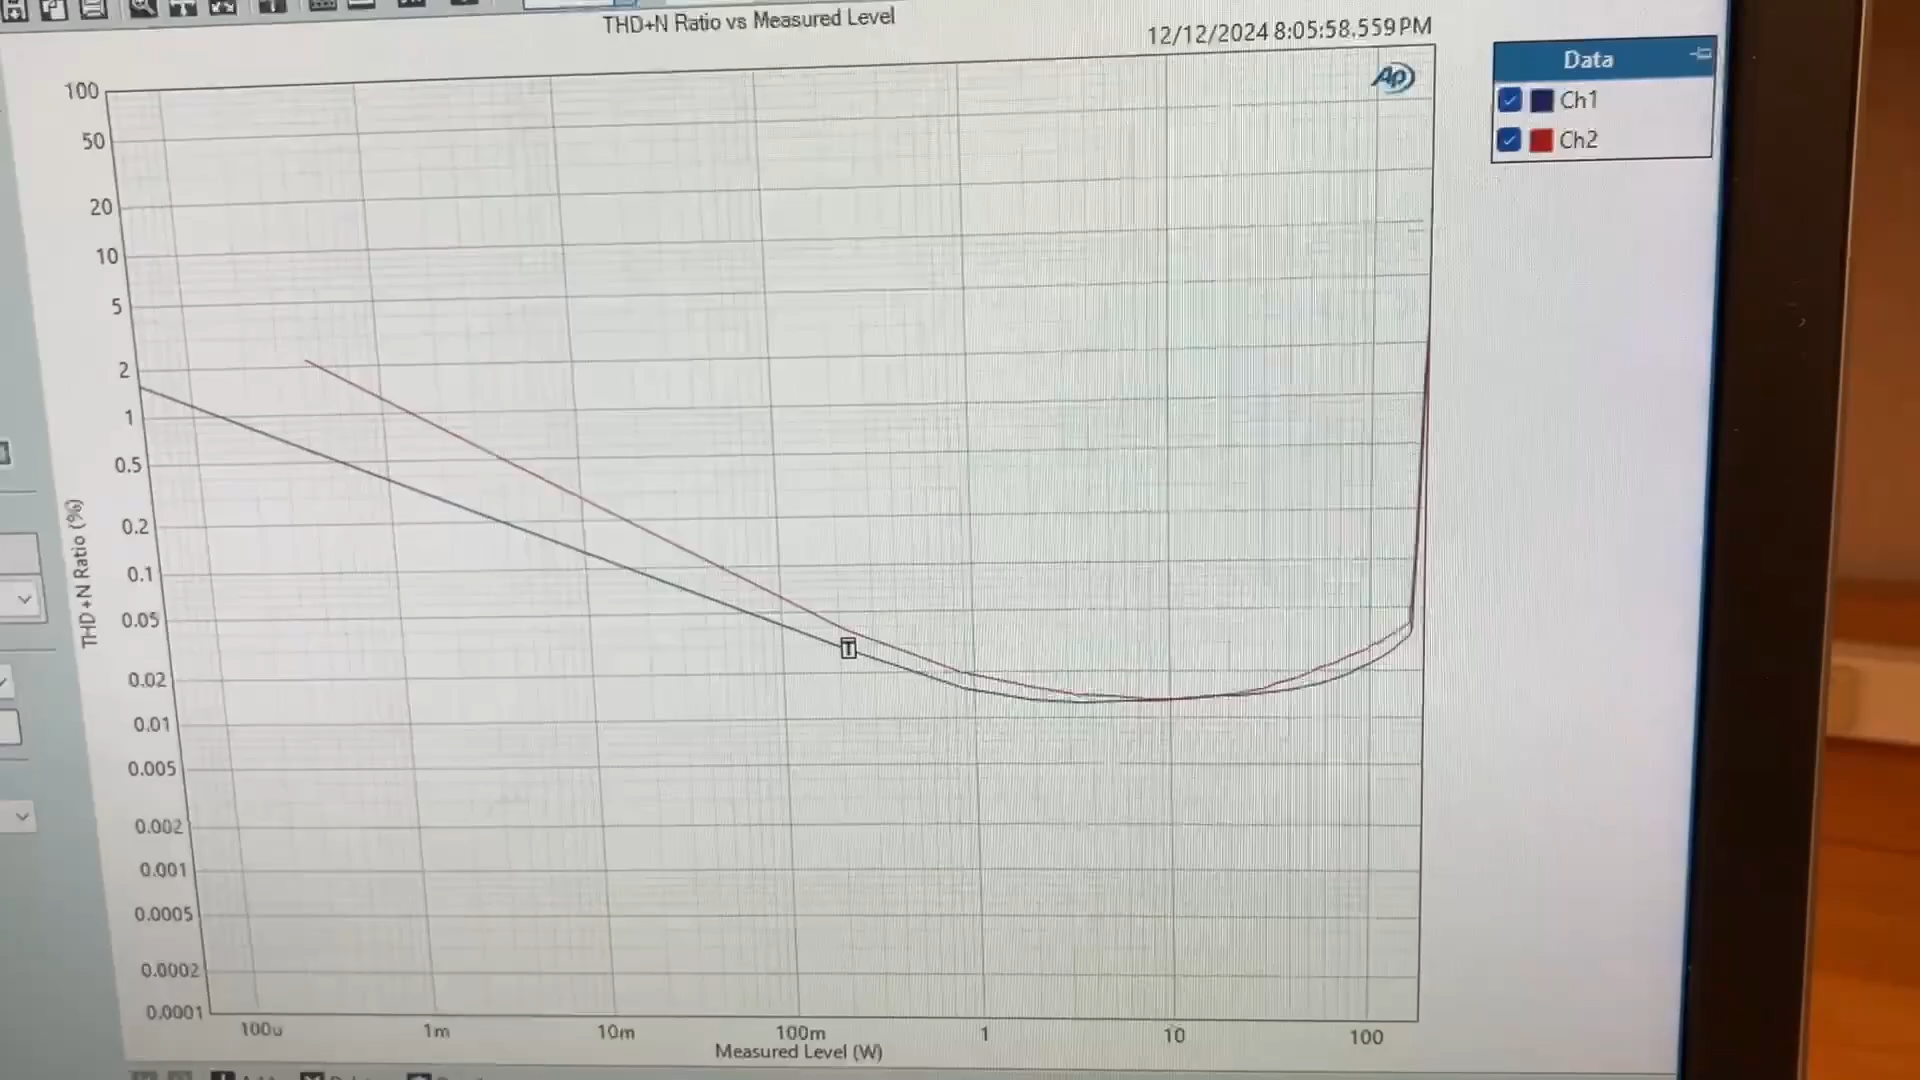 THD+N Ratio vs Measured Level
12/12/2024 8:05:58.559 PM
AP
Data
Ch1
Ch2
100
50
20
10
5
2
1
0.5
0.2
0.1
0.05
0.02
0.01
0.005
0.002
0.001
0.0005
0.0002
0.0001
THD+N Ratio (%)
T
100u
1m
10m
100m
1
10
100
Measured Level (W)